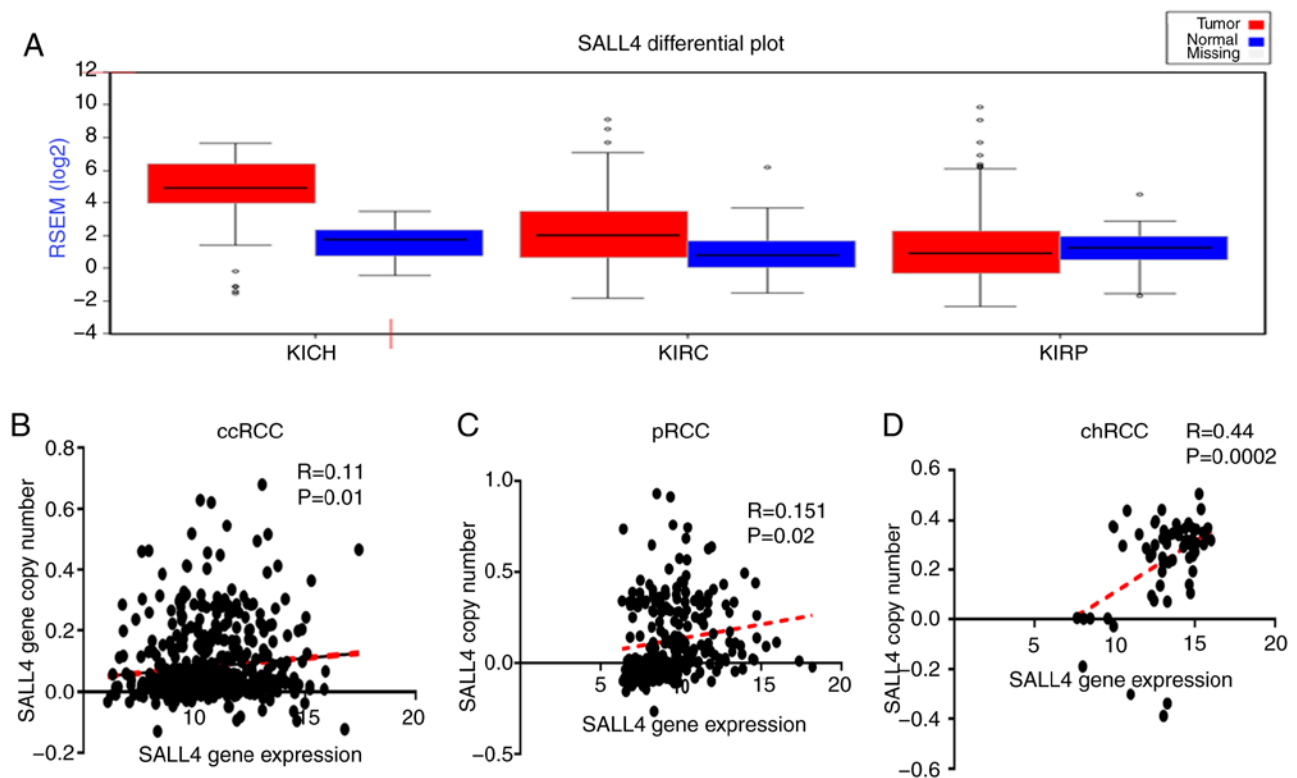 A
SALL4 differential plot
Tumor
Normal
Missing
RSEM (log2)
12
10
8
6
4
2
0
−2
−4
KICH
KIRC
KIRP
B
ccRCC
R=0.11
P=0.01
SALL4 gene copy number
0.8
0.6
0.4
0.2
0.0
−0.2
10
15
20
SALL4 gene expression
C
pRCC
R=0.151
P=0.02
SALL4 copy number
1.0
0.5
0.0
−0.5
5
10
15
20
SALL4 gene expression
D
chRCC
R=0.44
P=0.0002
SALL4 copy number
0.6
0.4
0.2
0.0
−0.2
−0.4
−0.6
5
10
15
20
SALL4 gene expression